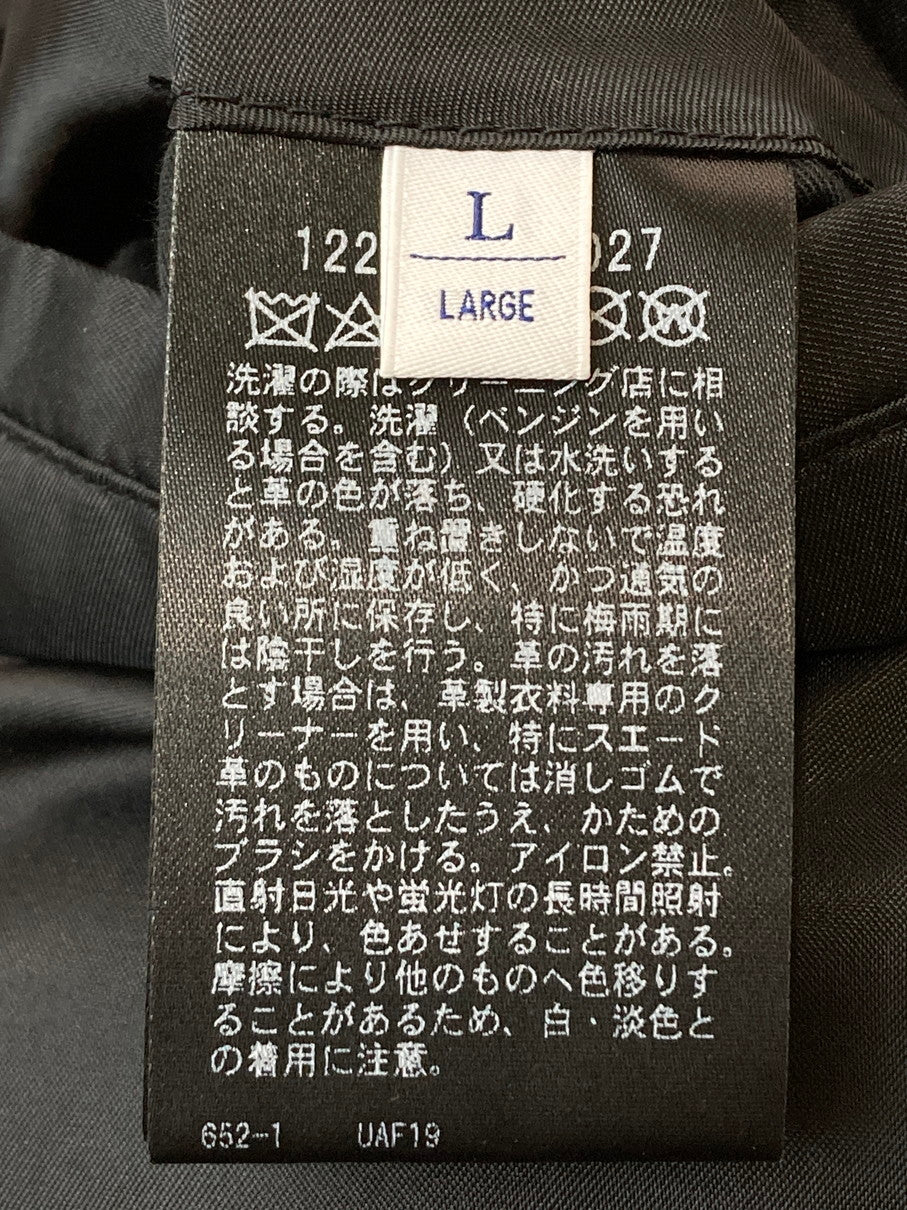 L
LARGE
122
027
洗濯の際はクリーニング店に相
談する。洗濯（ベンジンを用い
る場合を含む）又は水洗いする
と革の色が落ち、硬化する恐れ
がある。重ね置きしないで温度
および湿度が低く、かつ通気の
良い所に保存し、特に梅雨期に
は陰干しを行う。革の汚れを落
とす場合は、革製衣料専用のク
リーナーを用い、特にスエード
革のものについては消しゴムで
汚れを落としたうえ、かための
ブラシをかける。アイロン禁止。
直射日光や蛍光灯の長時間照射
により、色あせすることがある。
摩擦により他のものへ色移りす
ることがあるため、白・淡色と
の着用に注意。
652-1 UAF19